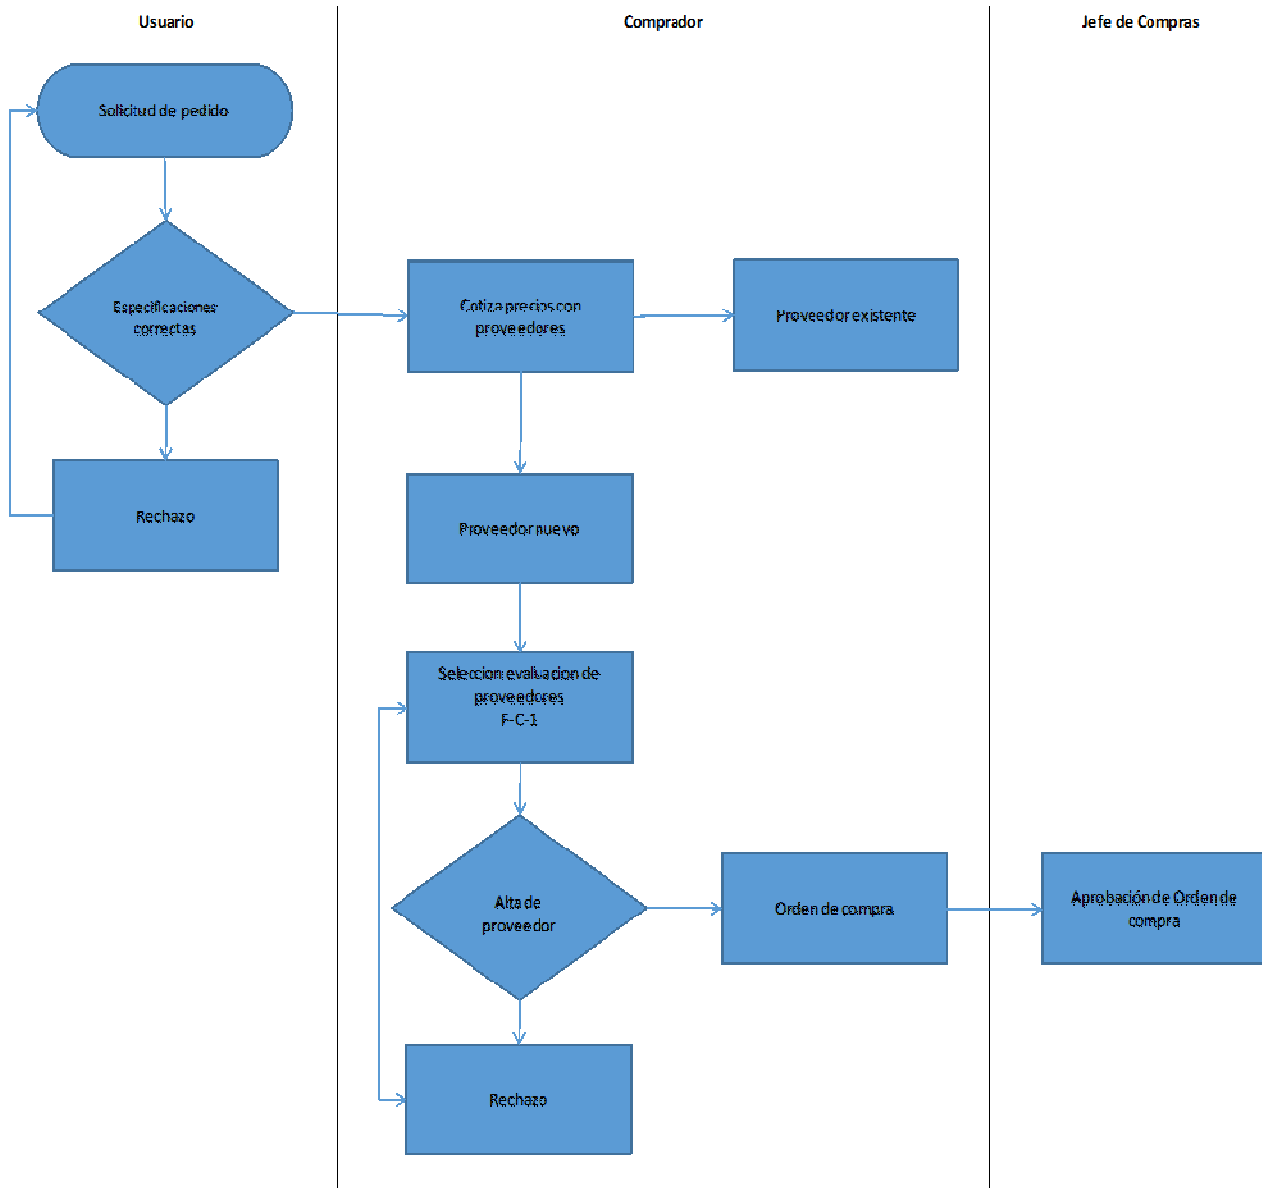 Usuario
Comprador
Jefe de Compras
Solicitud de pedido
Especificaciones
correctas
Cotiza precios con
proveedores
Proveedor existente
Rechazo
Proveedor nuevo
Seleccion evaluacion de
proveedores
F-C-1
Alta de
proveedor
Orden de compra
Aprobación de Orden de
compra
Rechazo